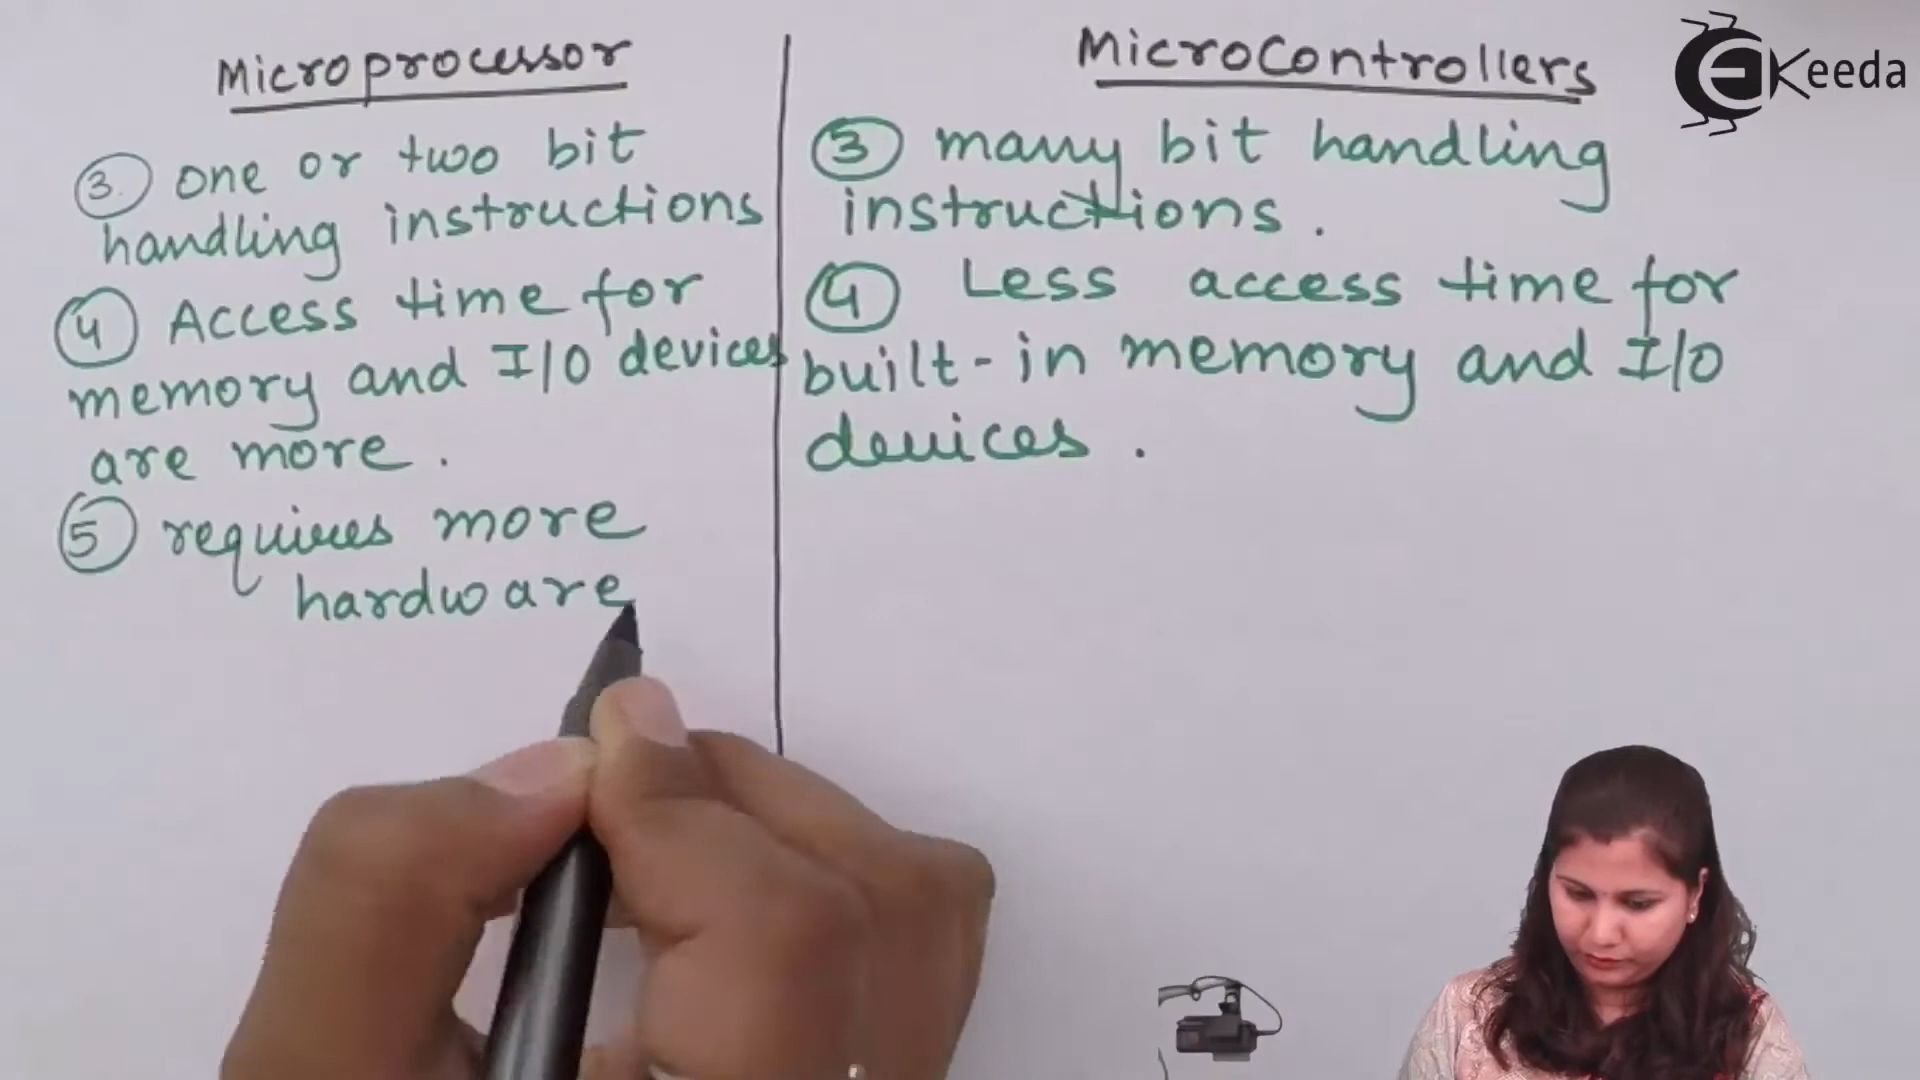 Microprocessor
3. one or two bit
handling instructions
4 Access time for
memory and I/O devices
are more.
5 requires more
hardware
MicroControllers
3 many bit handling
instructions.
4 Less access time for
built-in memory and I/O
devices.
EKeeda